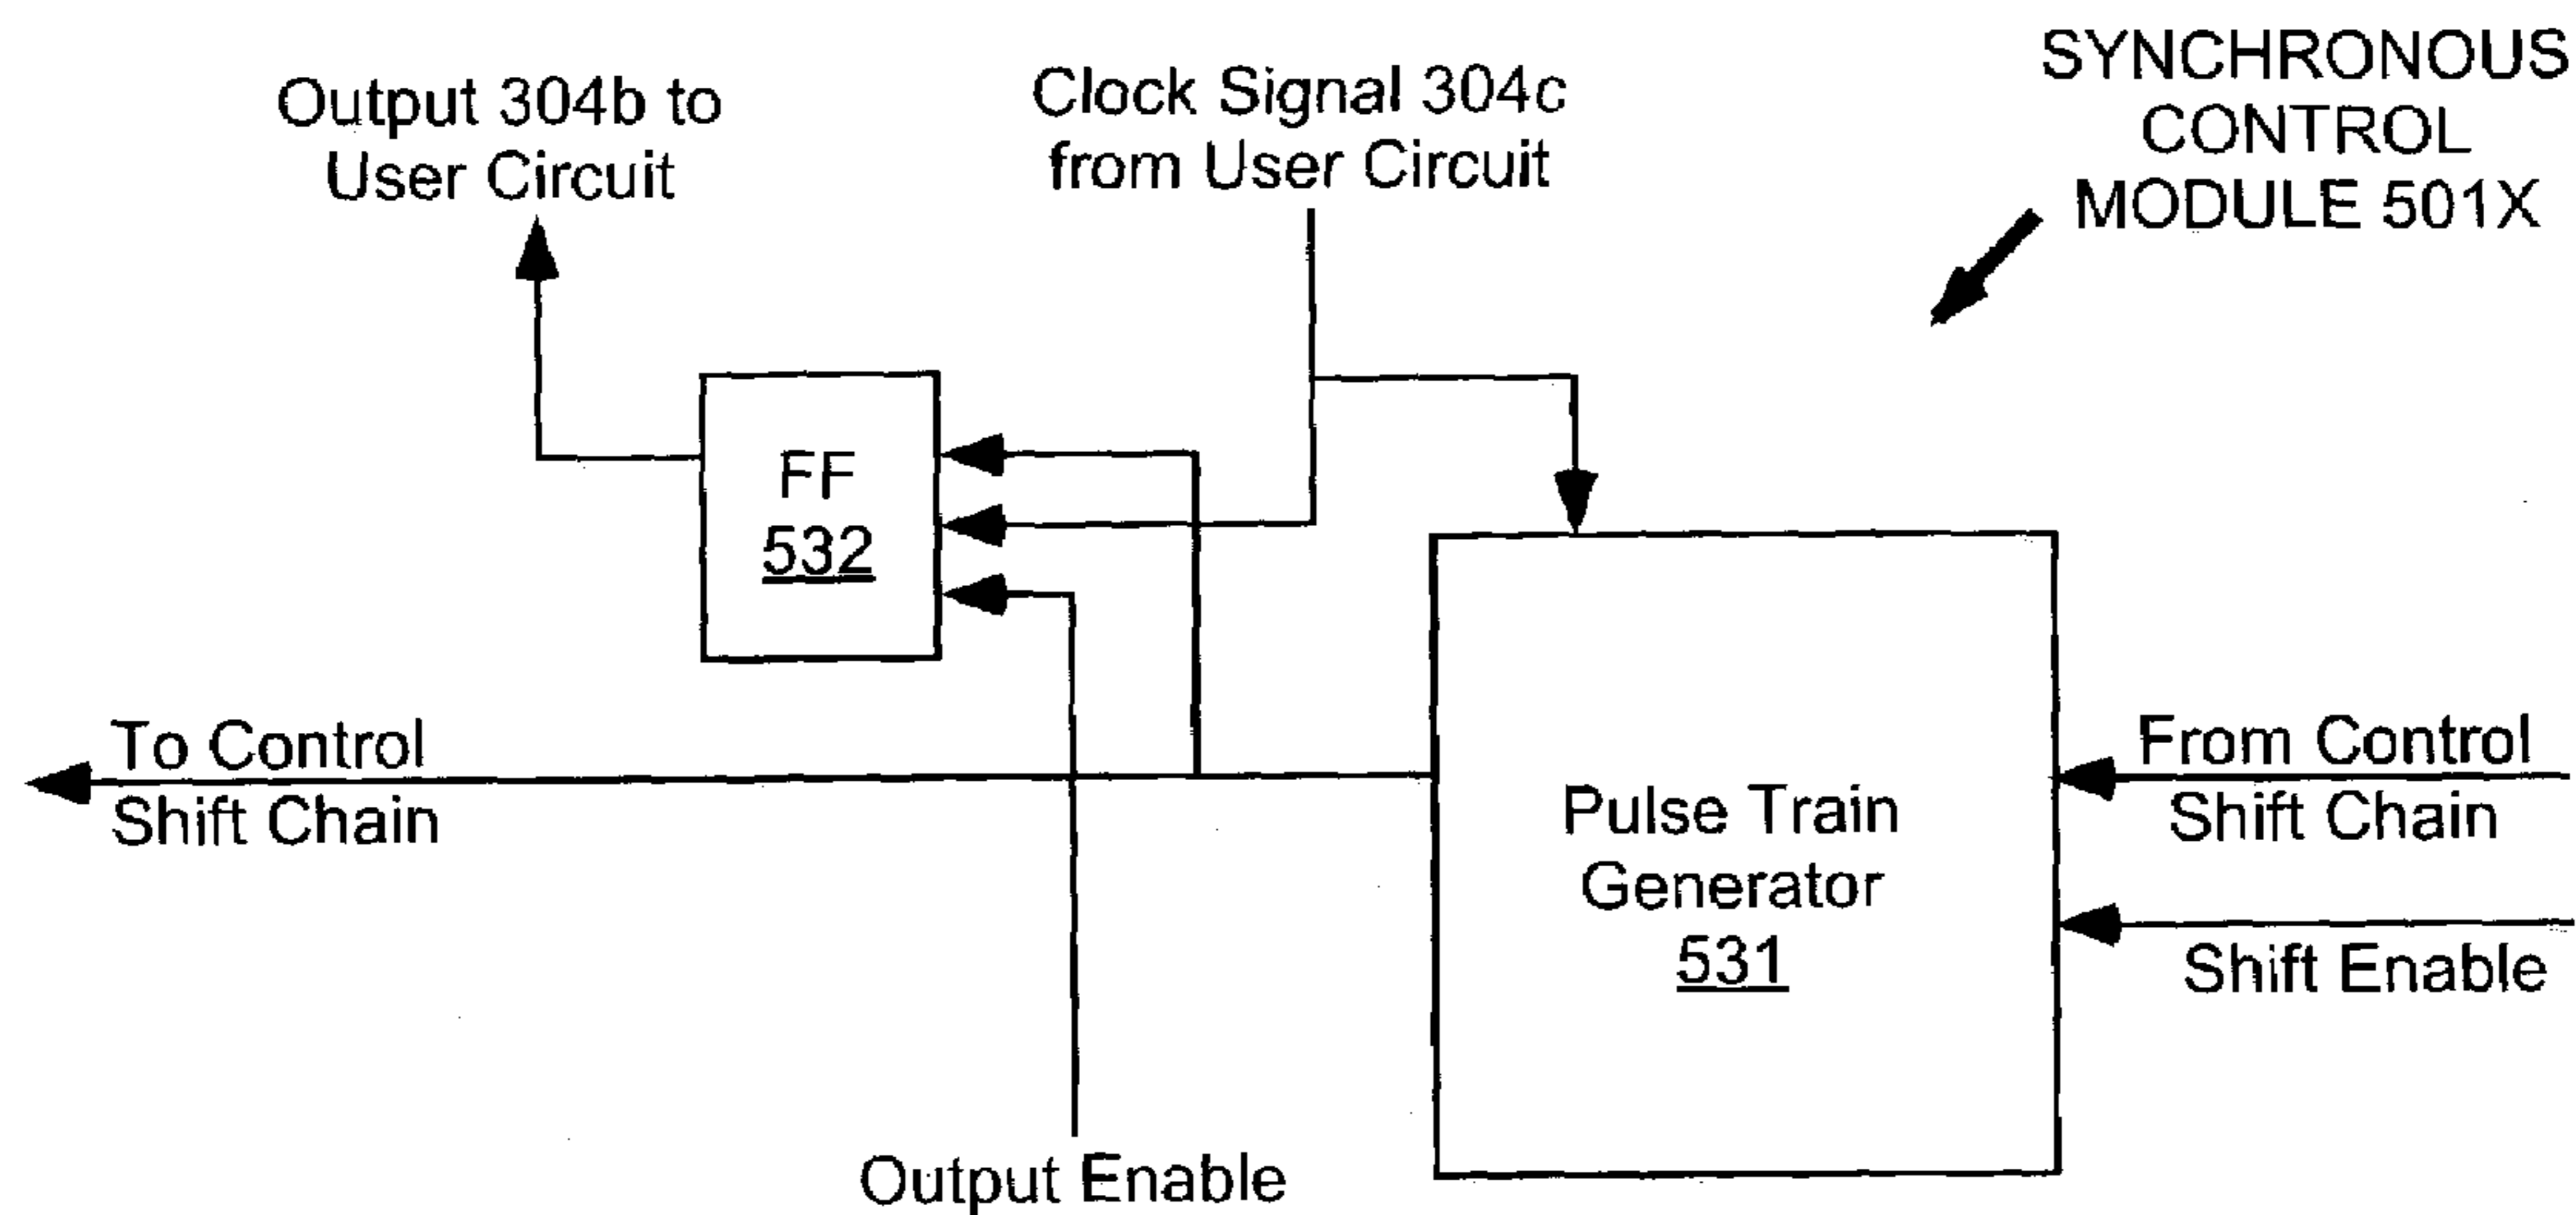 SYNCHRONOUS
CONTROL
MODULE 501X
Output 304b to
User Circuit
Clock Signal 304c
from User Circuit
FF
532
To Control
Shift Chain
Pulse Train
Generator
531
From Control
Shift Chain
Shift Enable
Output Enable